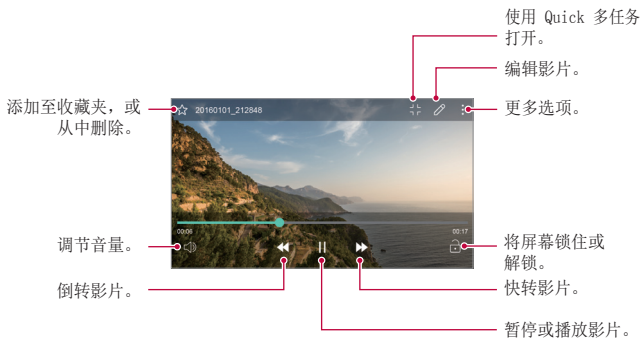 使用 Quick 多任务
打开。
编辑影片。
添加至收藏夹，或
从中删除。
20160101_212848
更多选项。
00:06
00:17
调节音量。
将屏幕锁住或
解锁。
倒转影片。
快转影片。
暂停或播放影片。